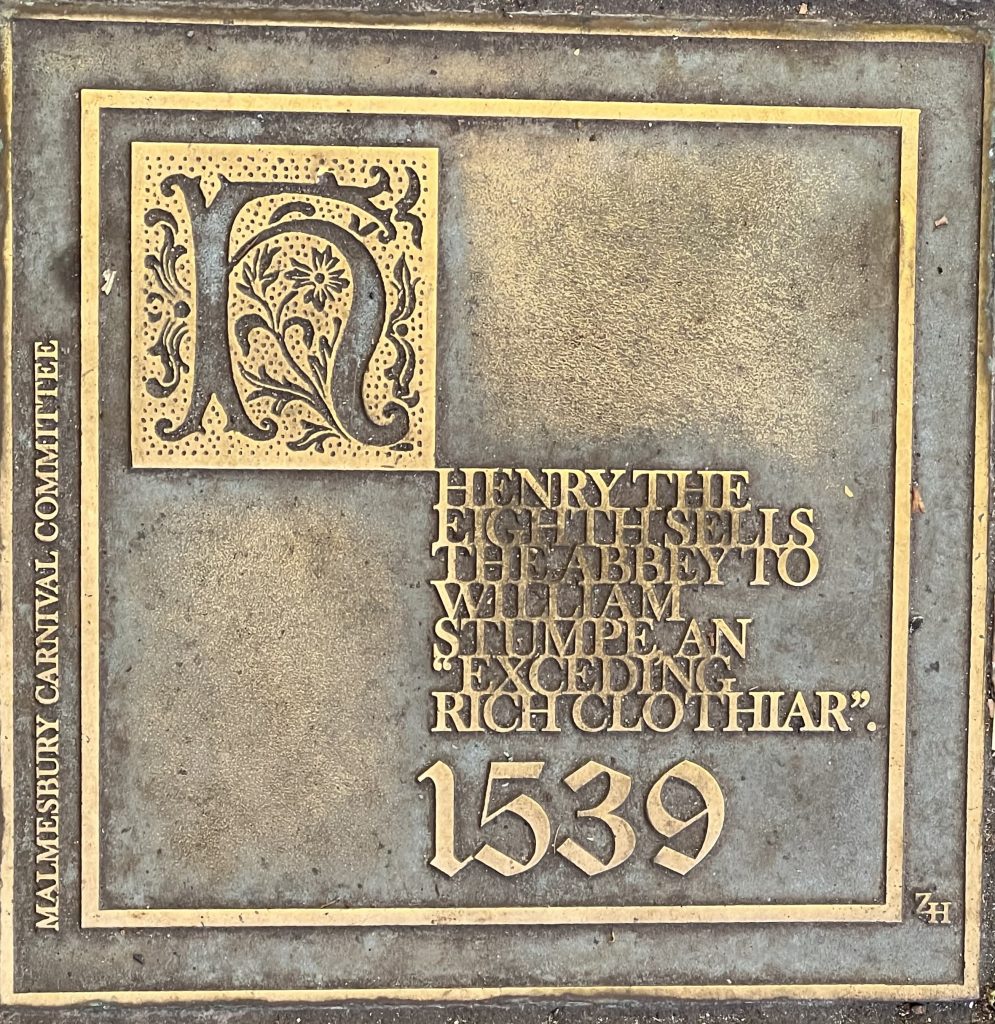 h
HENRY THE
EIGHTH SELLS
THE ABBEY TO
WILLIAM
STUMPE, AN
“EXCEDING
RICH CLOTHIAR”.
1539
MALMESBURY CARNIVAL COMMITTEE
ZH